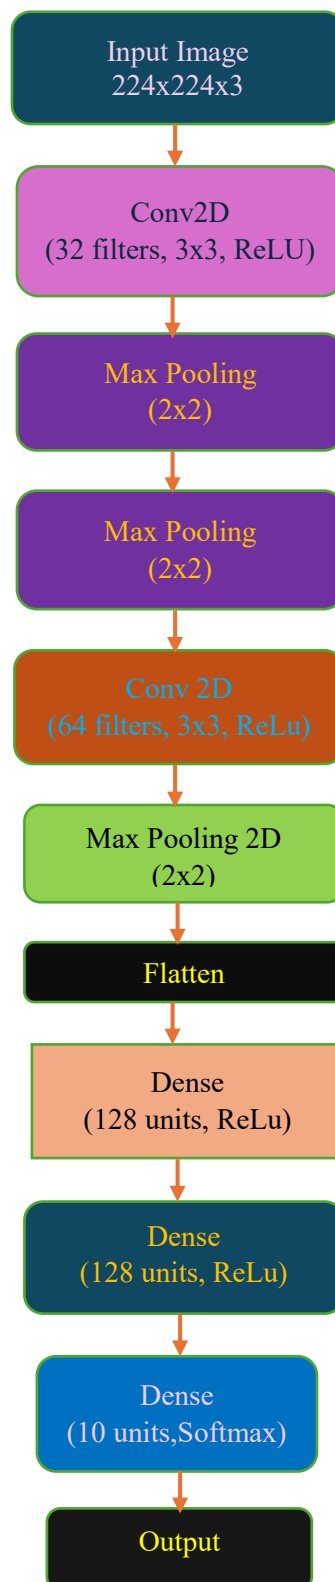 Input Image
224x224x3
Conv2D
(32 filters, 3x3, ReLU)
Max Pooling
(2x2)
Max Pooling
(2x2)
Conv 2D
(64 filters, 3x3, ReLu)
Max Pooling 2D
(2x2)
Flatten
Dense
(128 units, ReLu)
Dense
(128 units, ReLu)
Dense
(10 units,Softmax)
Output